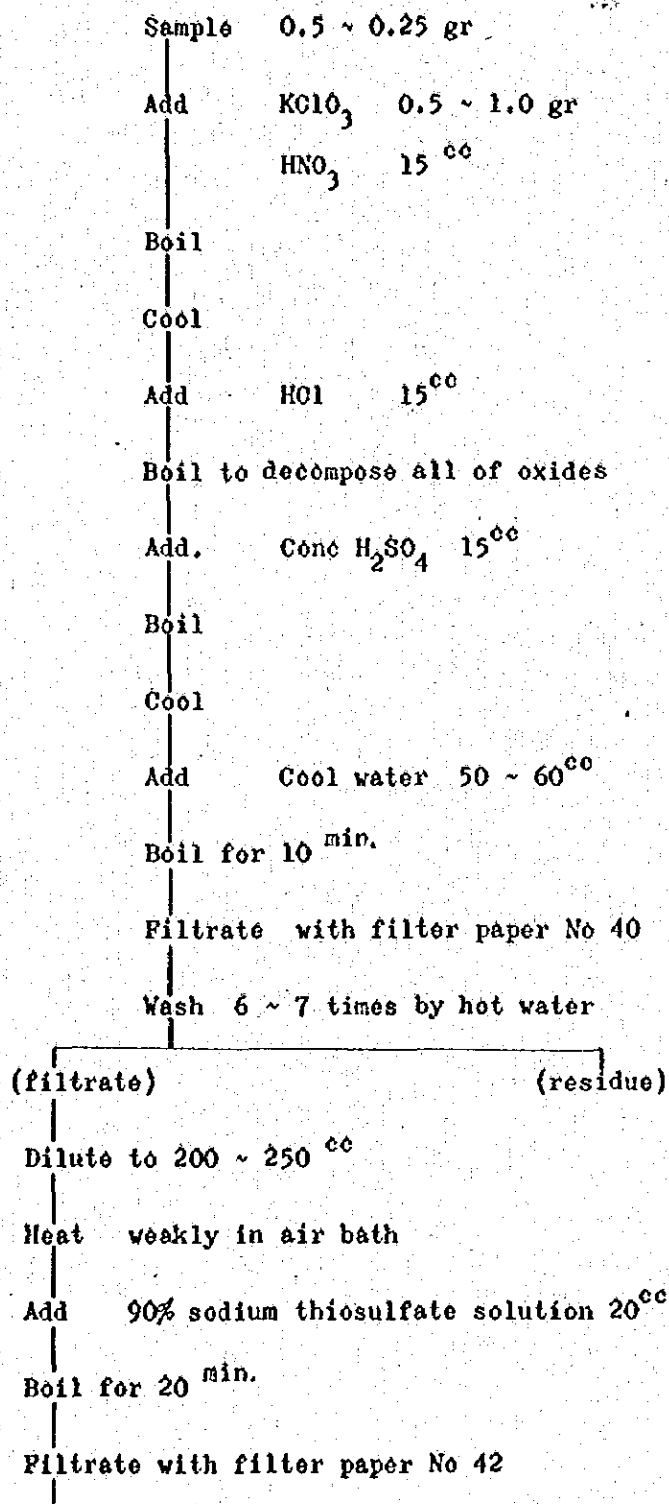 Sample 0.5 ~ 0.25 gr
Add KClO3 0.5 ~ 1.0 gr
HNO3 15 cc
Boil
Cool
Add HCl 15cc
Boil to decompose all of oxides
Add. Conc H2SO4 15cc
Boil
Cool
Add Cool water 50 ~ 60cc
Boil for 10 min.
Filtrate with filter paper No 40
Wash 6 ~ 7 times by hot water
(filtrate) (residue)
Dilute to 200 ~ 250 cc
Heat weakly in air bath
Add 90% sodium thiosulfate solution 20cc
Boil for 20 min.
Filtrate with filter paper No 42